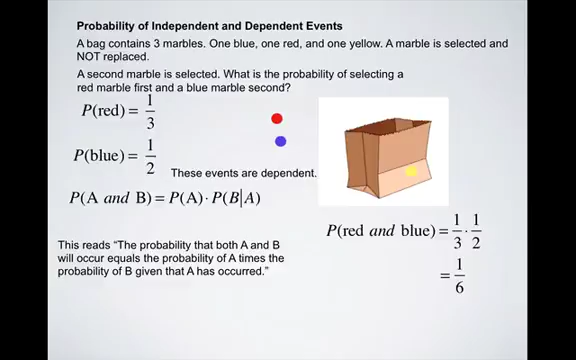 Probability of Independent and Dependent Events
A bag contains 3 marbles. One blue, one red, and one yellow. A marble is selected and
NOT replaced.
A second marble is selected. What is the probability of selecting a
red marble first and a blue marble second?
P(red) = 1/3
P(blue) = 1/2
These events are dependent.
P(A and B) = P(A) · P(B|A)
This reads “The probability that both A and B
will occur equals the probability of A times the
probability of B given that A has occurred.”
P(red and blue) = 1/3 · 1/2
= 1/6